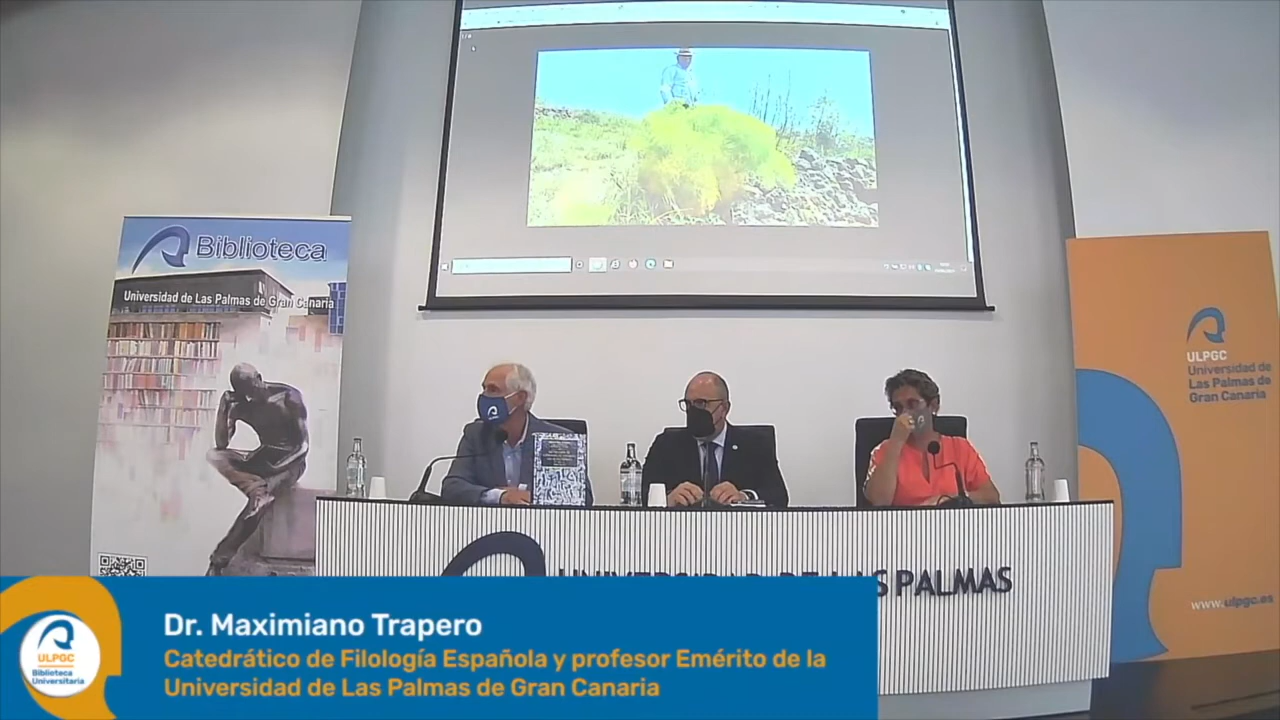 Biblioteca
Universidad de Las Palmas de Gran Canaria
ULPGC
Universidad de
Las Palmas de
Gran Canaria
UNIVERSIDAD DE LAS PALMAS
www.ulpgc.es
Dr. Maximiano Trapero
Catedrático de Filología Española y profesor Emérito de la
Universidad de Las Palmas de Gran Canaria
ULPGC
Biblioteca
Universitaria